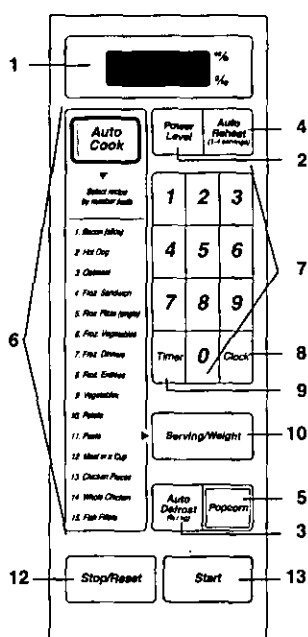 1
Auto
Cook
Select recipe
by number pads
1. Bacon (slices)
2 Hot Dog
3 Oatmeal
4 Froz. Sandwich
5 Froz. Pizza (single)
6. Froz. Vegetables
7. Froz. Dinners
8 Froz. Entrees
9 Vegetables
10. Potato
11. Pasta
12 Meal in a Cup
13 Chicken Pieces
14 Whole Chicken
15. Fish Fillets
6
Power
Level
Auto
Reheat
(1-4 servings)
4
2
1 2 3
4 5 6
7 8 9
Timer 0 Clock
7
8
9
Serving/Weight
10
Auto
Defrost
Popcorn
5
3
12
Stop/Reset
Start
13